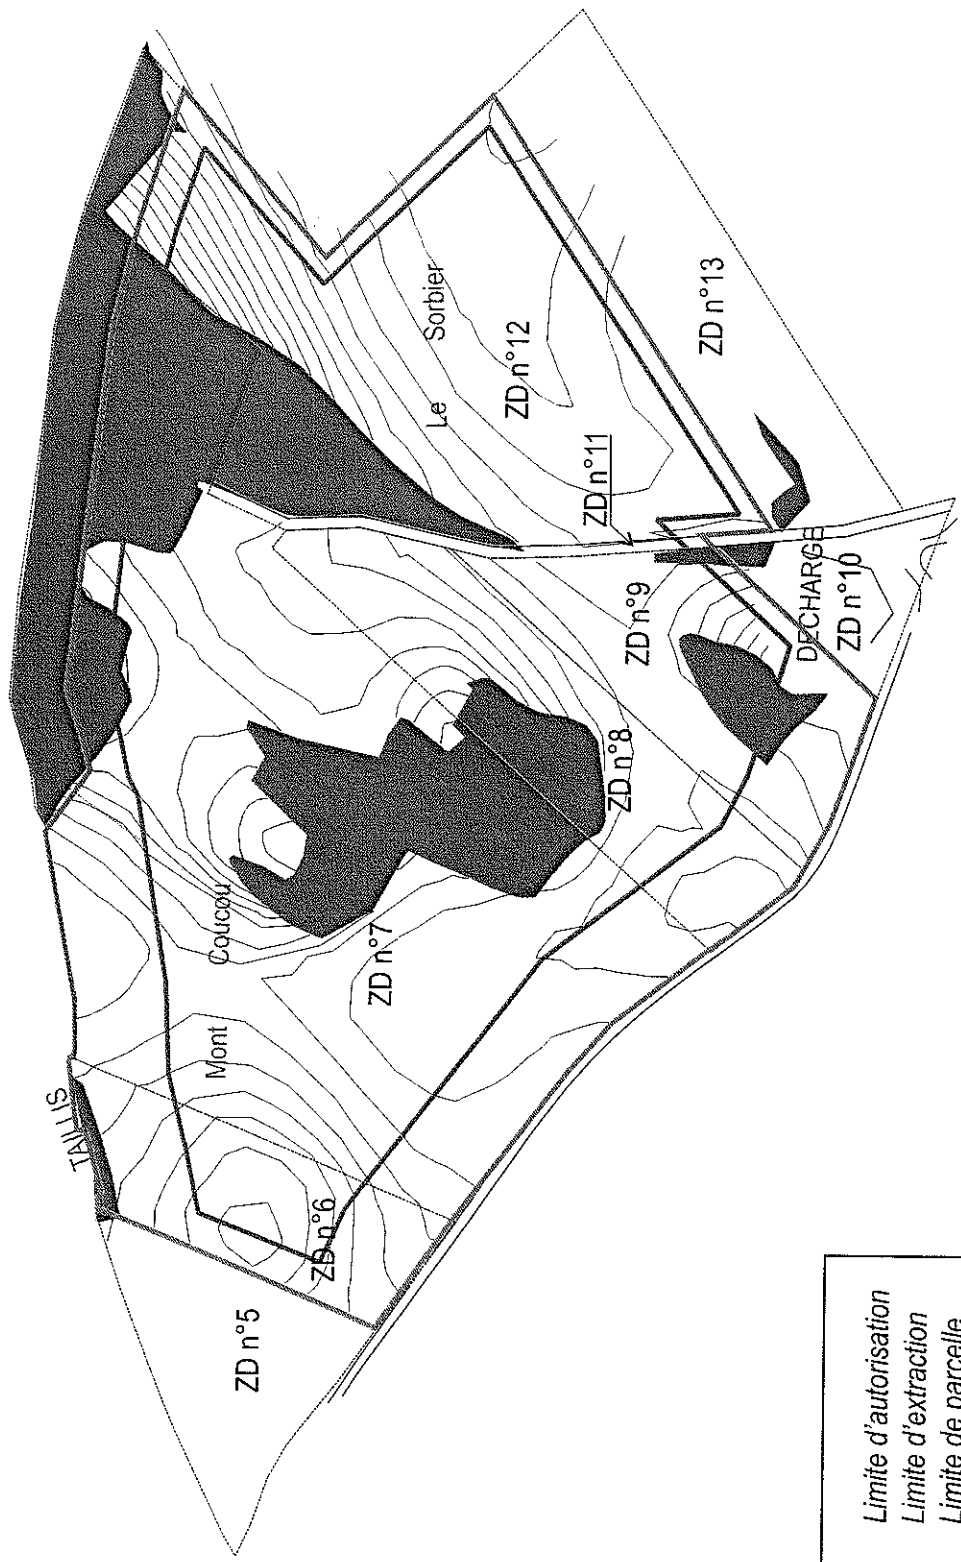 TAILLIS
ZD n°5
ZD n°6
Mont
Coucou
ZD n°7
ZD n°8
ZD n°9
DECHARGE
ZD n°10
ZD n°11
Le
Sorbier
ZD n°12
ZD n°13
Limite d'autorisation
Limite d'extraction
Limite de parcelle